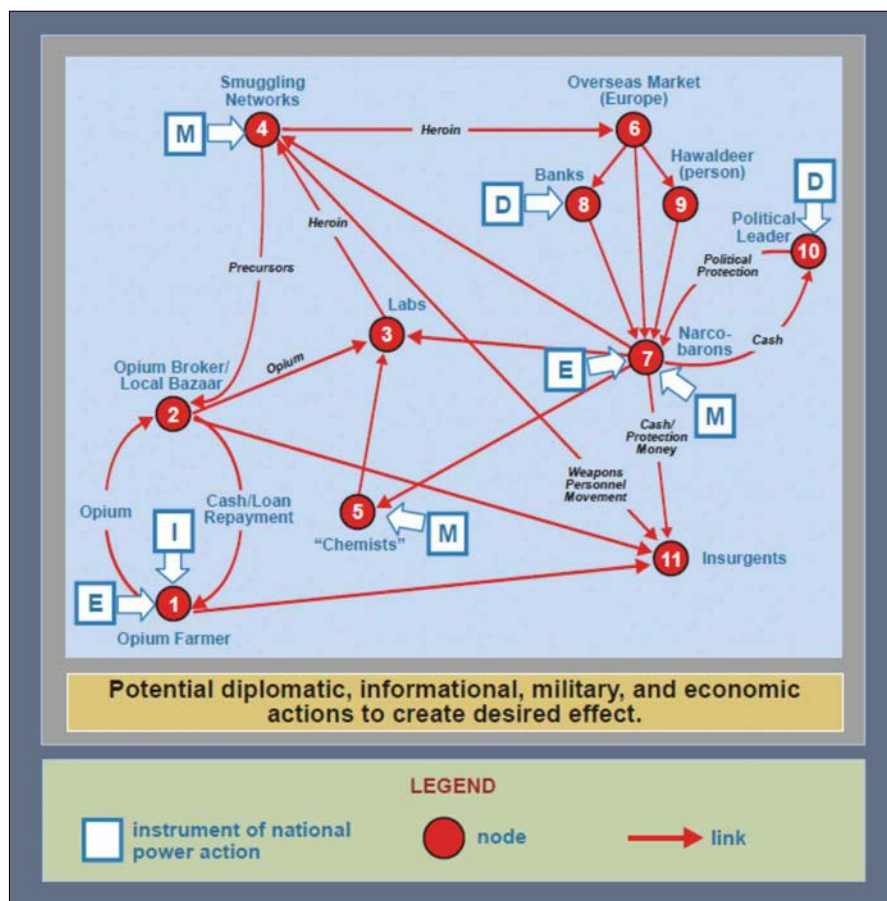 Smuggling
Networks
M
4
Heroin
Overseas Market
(Europe)
6
Hawaldeer
(person)
Banks
D
8
9
D
Political
Leader
10
Precursors
Heroin
Political
Protection
Labs
3
Narco-
barons
Cash
7
E
M
Opium Broker/
Local Bazaar
Opium
2
Cash/
Protection
Money
Weapons
Personnel
Movement
Opium
Cash/Loan
Repayment
5
"Chemists"
M
I
11
Insurgents
E
1
Opium Farmer
Potential diplomatic, informational, military, and economic
actions to create desired effect.
LEGEND
instrument of national
power action
node
link